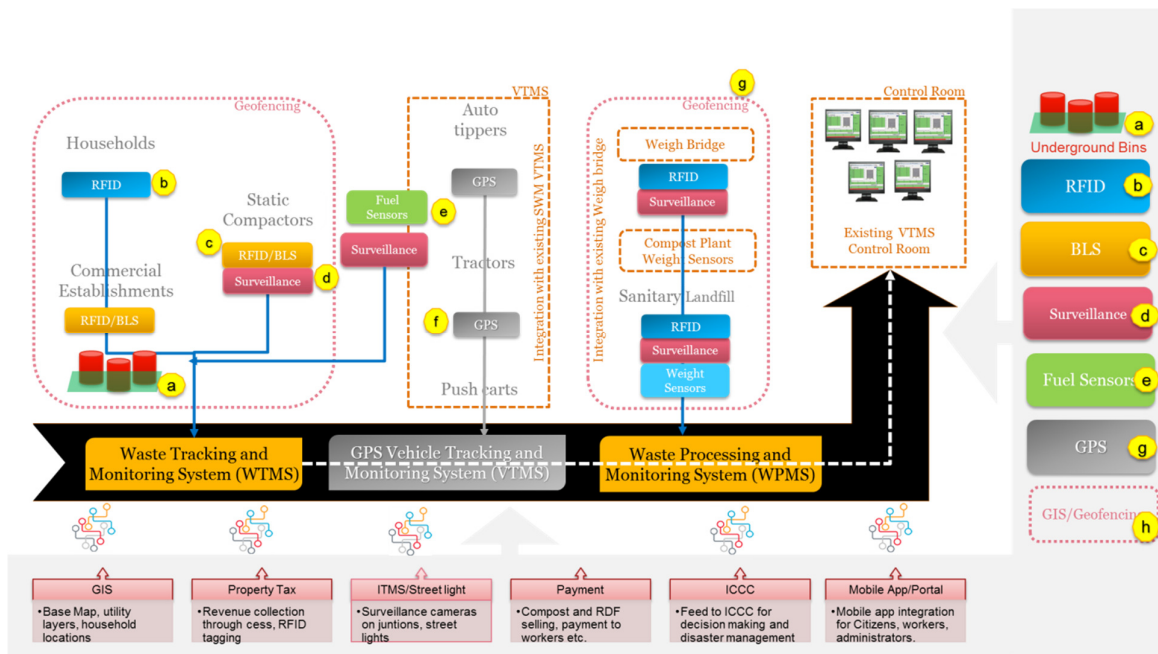 Geofencing
Households
RFID
b
Static
Compactors
c
RFID/BLS
Surveillance
d
Commercial
Establishments
RFID/BLS
a
Fuel
Sensors
e
Surveillance
VTMS
Auto
tippers
GPS
Tractors
f
GPS
Push carts
Integration with existing SWM VTMS
g
Geofencing
Integration with existing Weigh bridge
Weigh Bridge
RFID
Surveillance
Compost Plant
Weight Sensors
Sanitary Landfill
RFID
Surveillance
Weight
Sensors
Control Room
Existing VTMS
Control Room
Waste Tracking and
Monitoring System (WTMS)
GPS Vehicle Tracking and
Monitoring System (VTMS)
Waste Processing and
Monitoring System (WPMS)
a
Underground Bins
RFID
b
BLS
c
Surveillance
d
Fuel Sensors
e
GPS
g
GIS/Geofencing
h
GIS
•Base Map, utility
layers, household
locations
Property Tax
•Revenue collection
through cess, RFID
tagging
ITMS/Street light
•Surveillance cameras
on juntions, street
lights
Payment
•Compost and RDF
selling, payment to
workers etc.
ICCC
•Feed to ICCC for
decision making and
disaster management
Mobile App/Portal
•Mobile app integration
for Citizens, workers,
administrators.